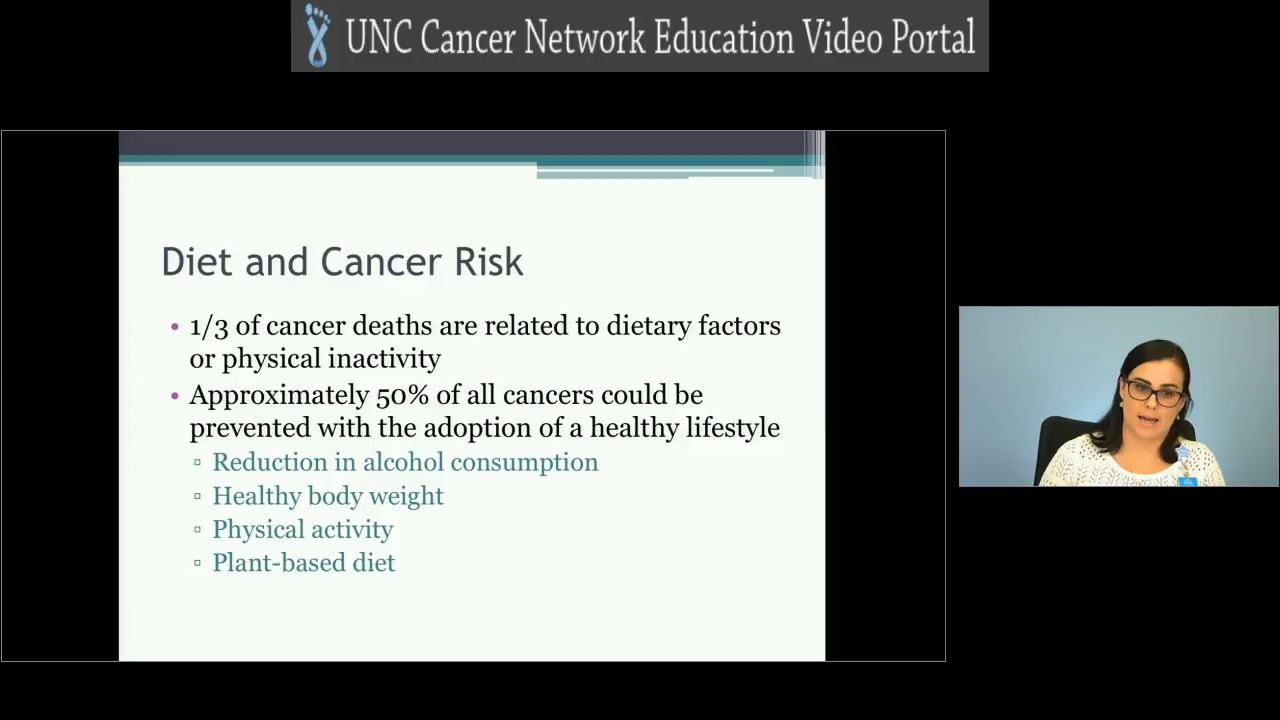 UNC Cancer Network Education Video Portal
Diet and Cancer Risk
• 1/3 of cancer deaths are related to dietary factors
or physical inactivity
• Approximately 50% of all cancers could be
prevented with the adoption of a healthy lifestyle
▫ Reduction in alcohol consumption
▫ Healthy body weight
▫ Physical activity
▫ Plant-based diet